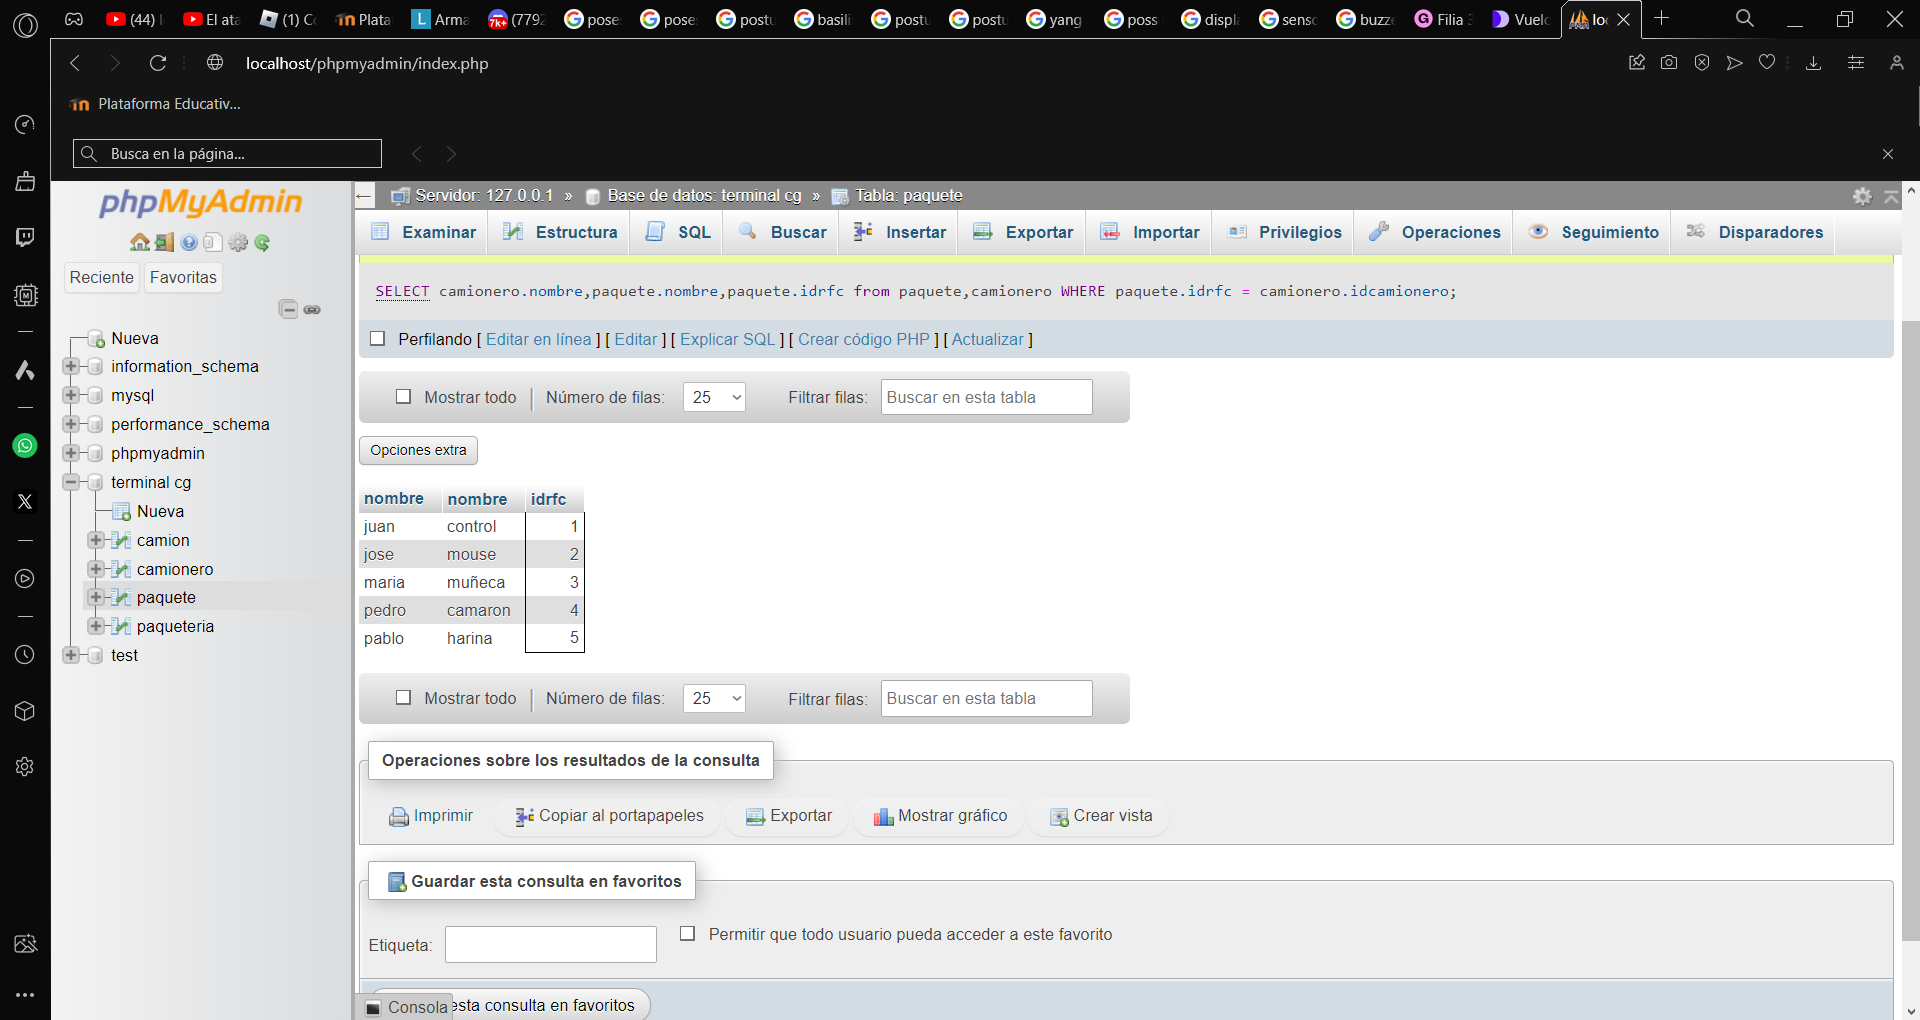 (44)
El ata
(1) C
Plata
Arma
7k+
(779
pose
pose
postu
basili
postu
postu
yang
poss
displ
senso
buzze
Filia 3
Vuelo
lo
localhost/phpmyadmin/index.php
Plataforma Educativ...
Busca en la página...
phpMyAdmin
Reciente
Favoritas
Nueva
information_schema
mysql
performance_schema
phpmyadmin
terminal cg
Nueva
camion
camionero
paquete
paqueteria
test
Servidor: 127.0.0.1 » Base de datos: terminal cg » Tabla: paquete
Examinar Estructura SQL Buscar Insertar Exportar Importar Privilegios Operaciones Seguimiento Disparadores
SELECT camionero.nombre,paquete.nombre,paquete.idrfc from paquete,camionero WHERE paquete.idrfc = camionero.idcamionero;
Perfilando [ Editar en línea ] [ Editar ] [ Explicar SQL ] [ Crear código PHP ] [ Actualizar ]
Mostrar todo Número de filas: 25 Filtrar filas: Buscar en esta tabla
Opciones extra
nombre nombre idrfc
juan control 1
jose mouse 2
maria muñeca 3
pedro camaron 4
pablo harina 5
Mostrar todo Número de filas: 25 Filtrar filas: Buscar en esta tabla
Operaciones sobre los resultados de la consulta
Imprimir Copiar al portapapeles Exportar Mostrar gráfico Crear vista
Guardar esta consulta en favoritos
Etiqueta: Permitir que todo usuario pueda acceder a este favorito
Consola esta consulta en favoritos